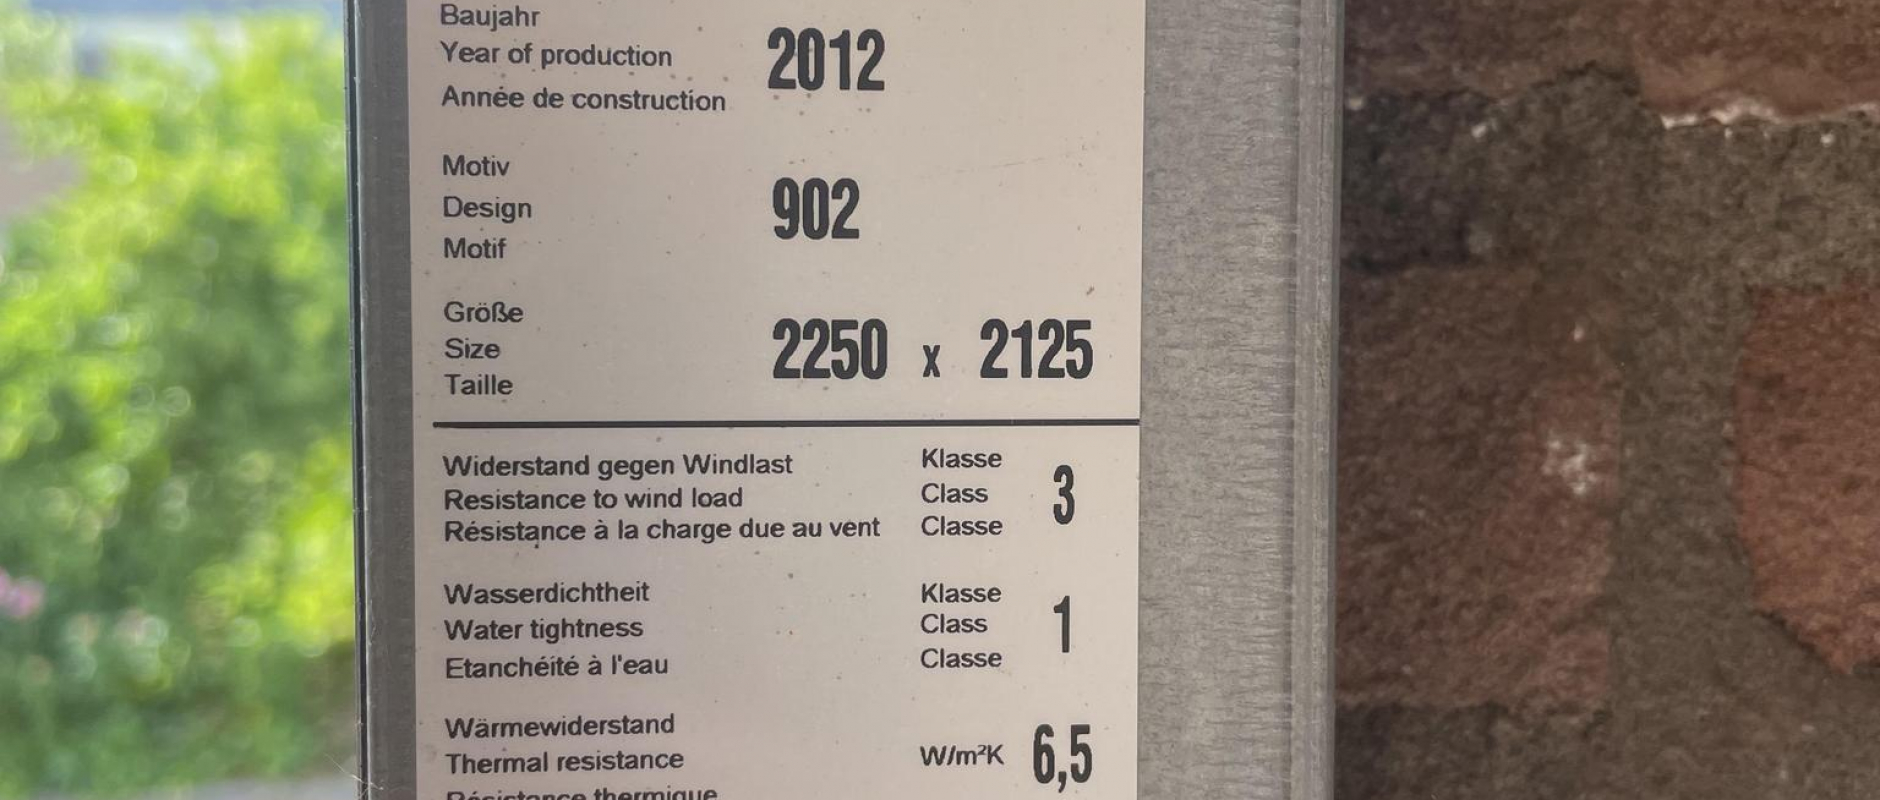 Baujahr
Year of production 2012
Année de construction
Motiv
Design 902
Motif
Größe
Size 2250 x 2125
Taille
Widerstand gegen Windlast Klasse
Resistance to wind load Class 3
Résistance à la charge due au vent Classe
Wasserdichtheit Klasse
Water tightness Class 1
Etanchéité à l'eau Classe
Wärmewiderstand
Thermal resistance W/m²K 6,5
Résistance thermique